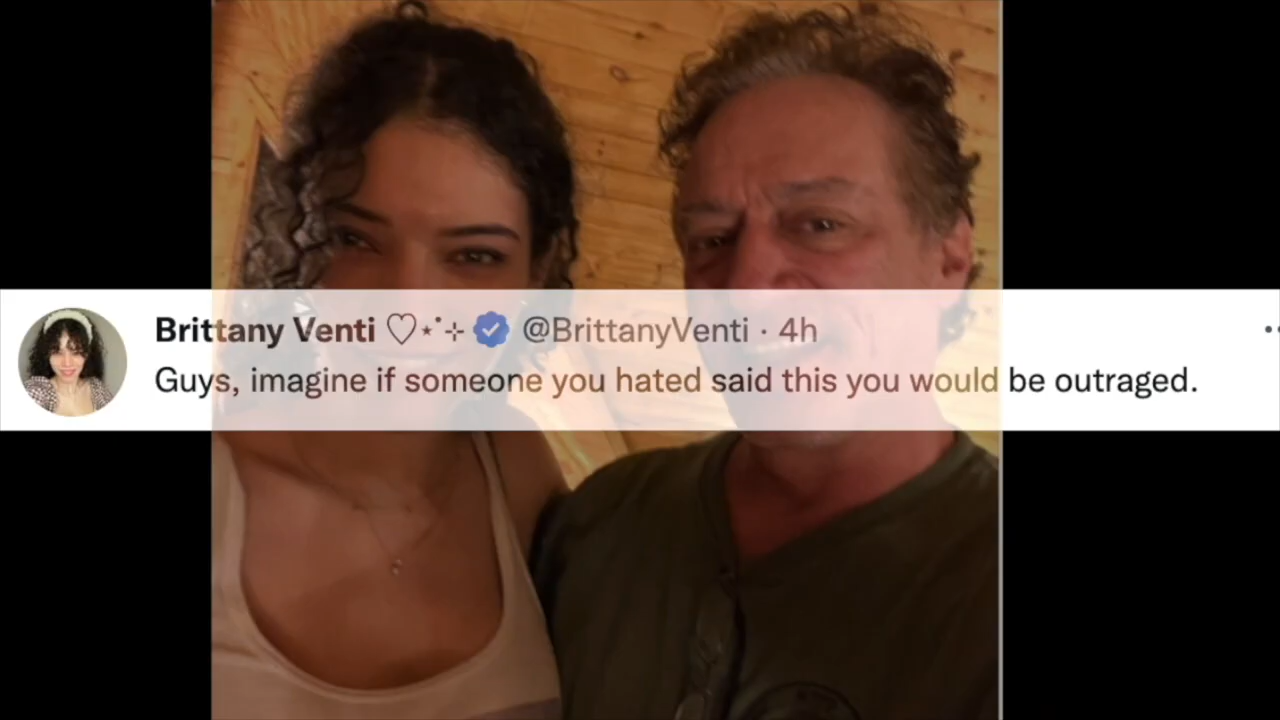 Brittany Venti ♡⋆˚⊹ @BrittanyVenti · 4h
Guys, imagine if someone you hated said this you would be outraged.